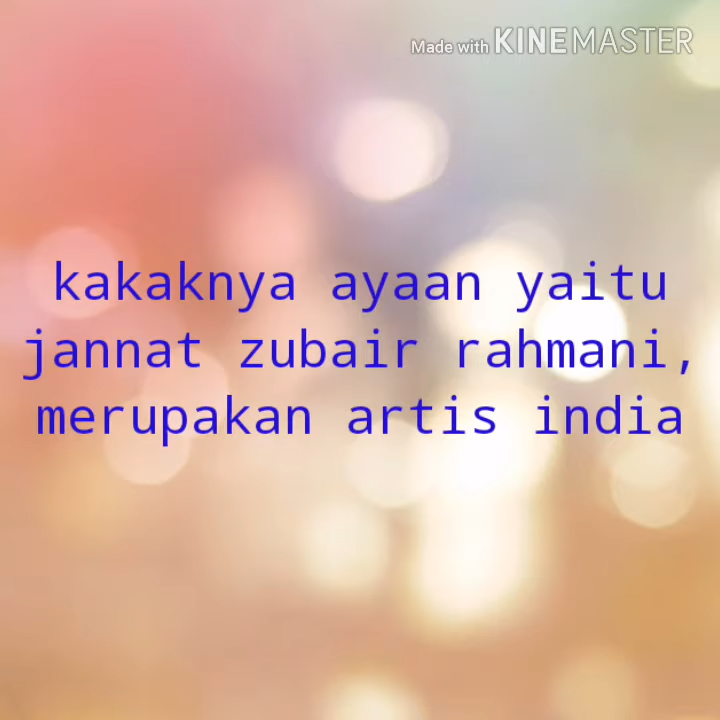 Made with KINEMASTER
kakaknya ayaan yaitu
jannat zubair rahmani,
merupakan artis india